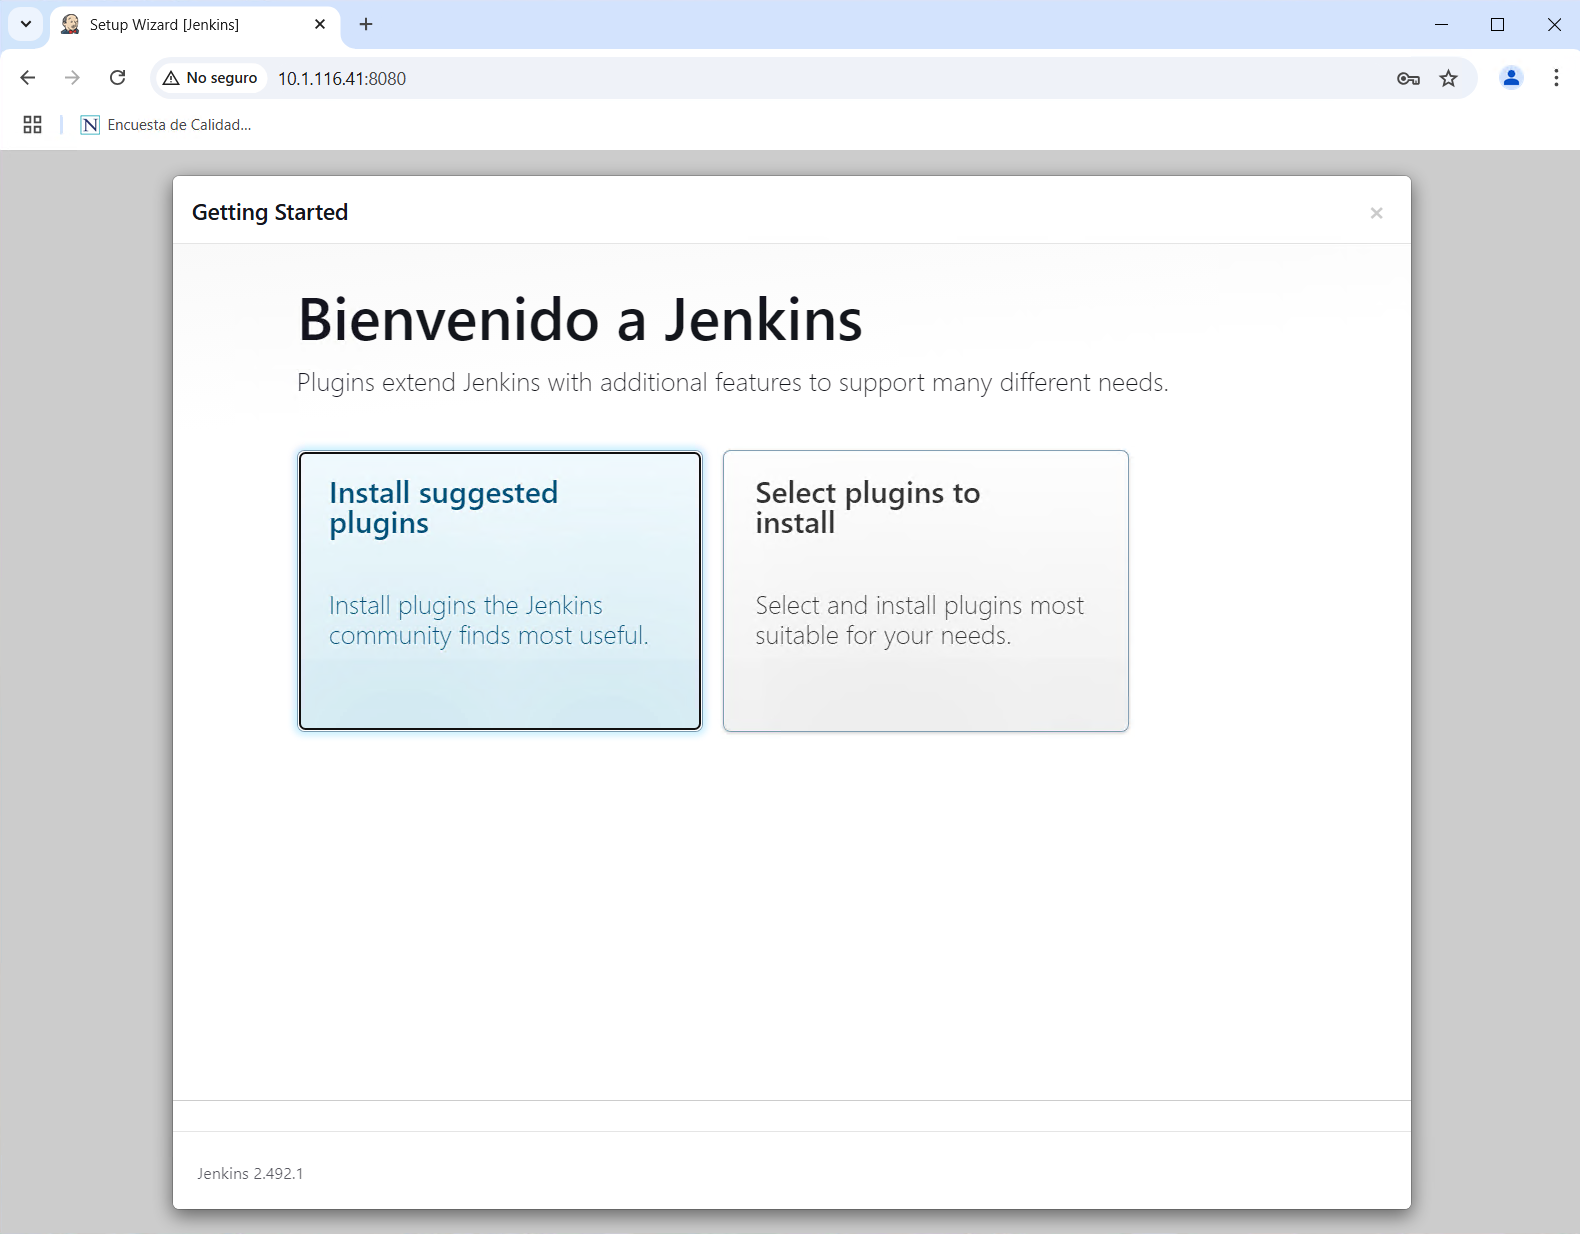 Setup Wizard [Jenkins]
No seguro
10.1.116.41:8080
N Encuesta de Calidad...
Getting Started
Bienvenido a Jenkins
Plugins extend Jenkins with additional features to support many different needs.
Install suggested
plugins
Install plugins the Jenkins
community finds most useful.
Select plugins to
install
Select and install plugins most
suitable for your needs.
Jenkins 2.492.1